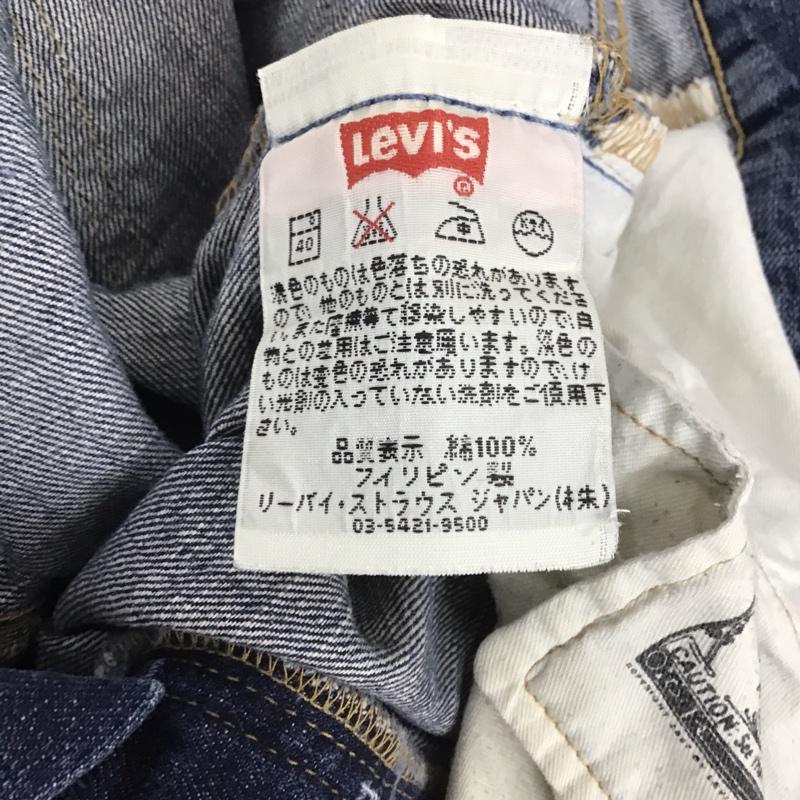 Levi's
®
40
濃色のものは色落ちの恐れがあります
ので、他のものとは別に洗ってくださ
い。また摩擦等で移染しやすいので、白
物との芝用はご注意願います。淡色の
ものは変色の恐れがありますので、け
い光剤の入っていない洗剤をご使用下
さい。
品質表示 綿100%
フイリピン製
リーバイ・ストラウス ジャパン(株)
03-5421-9500
CAUTION: See